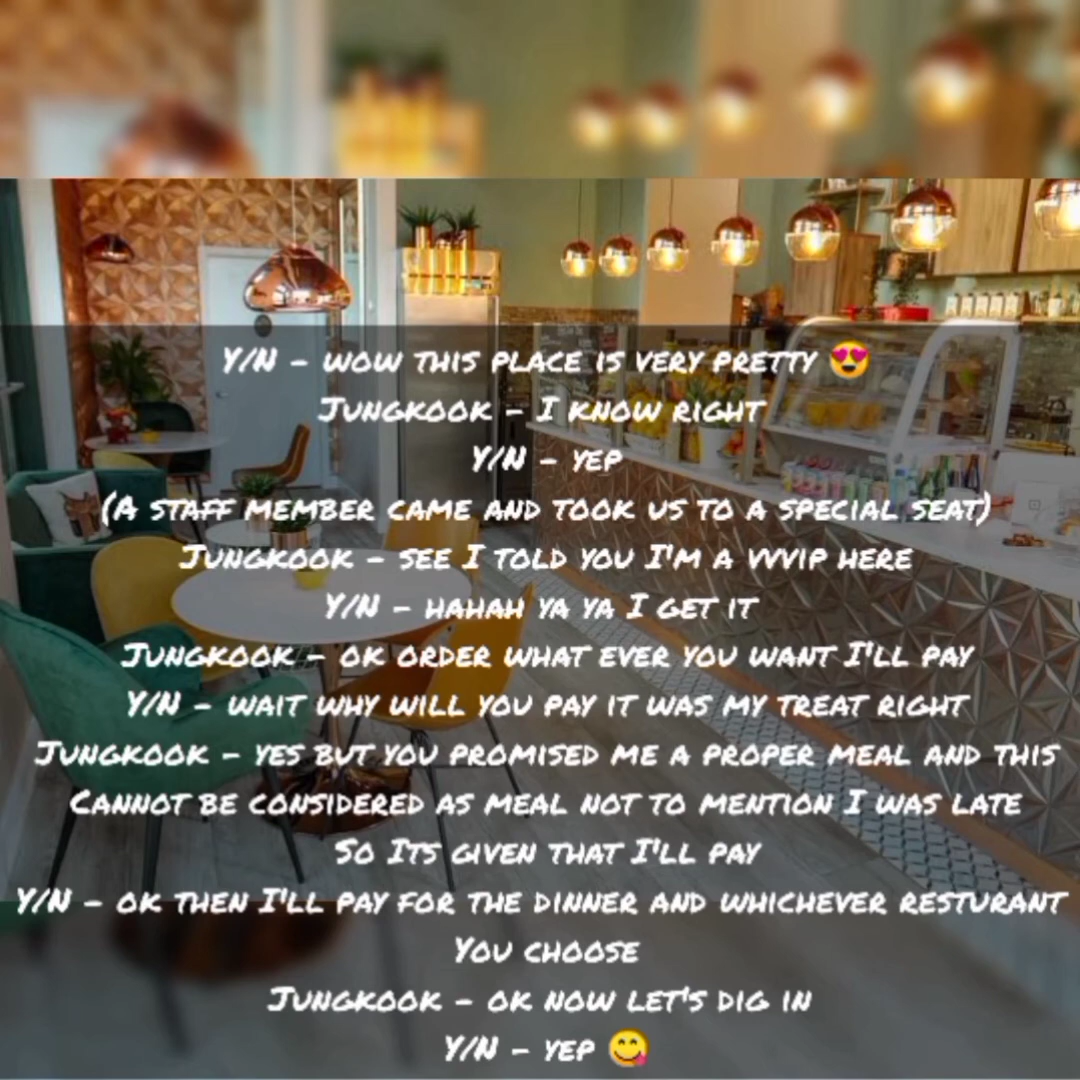 Y/N - WOW THIS PLACE IS VERY PRETTY 😍
JUNGKOOK - I KNOW RIGHT
Y/N - YEP
(A STAFF MEMBER CAME AND TOOK US TO A SPECIAL SEAT)
JUNGKOOK - SEE I TOLD YOU I'M A VVVIP HERE
Y/N - HAHAH YA YA I GET IT
JUNGKOOK - OK ORDER WHAT EVER YOU WANT I'LL PAY
Y/N - WAIT WHY WILL YOU PAY IT WAS MY TREAT RIGHT
JUNGKOOK - YES BUT YOU PROMISED ME A PROPER MEAL AND THIS
CANNOT BE CONSIDERED AS MEAL NOT TO MENTION I WAS LATE
SO ITS GIVEN THAT I'LL PAY
Y/N - OK THEN I'LL PAY FOR THE DINNER AND WHICHEVER RESTURANT
YOU CHOOSE
JUNGKOOK - OK NOW LET'S DIG IN
Y/N - YEP 😋